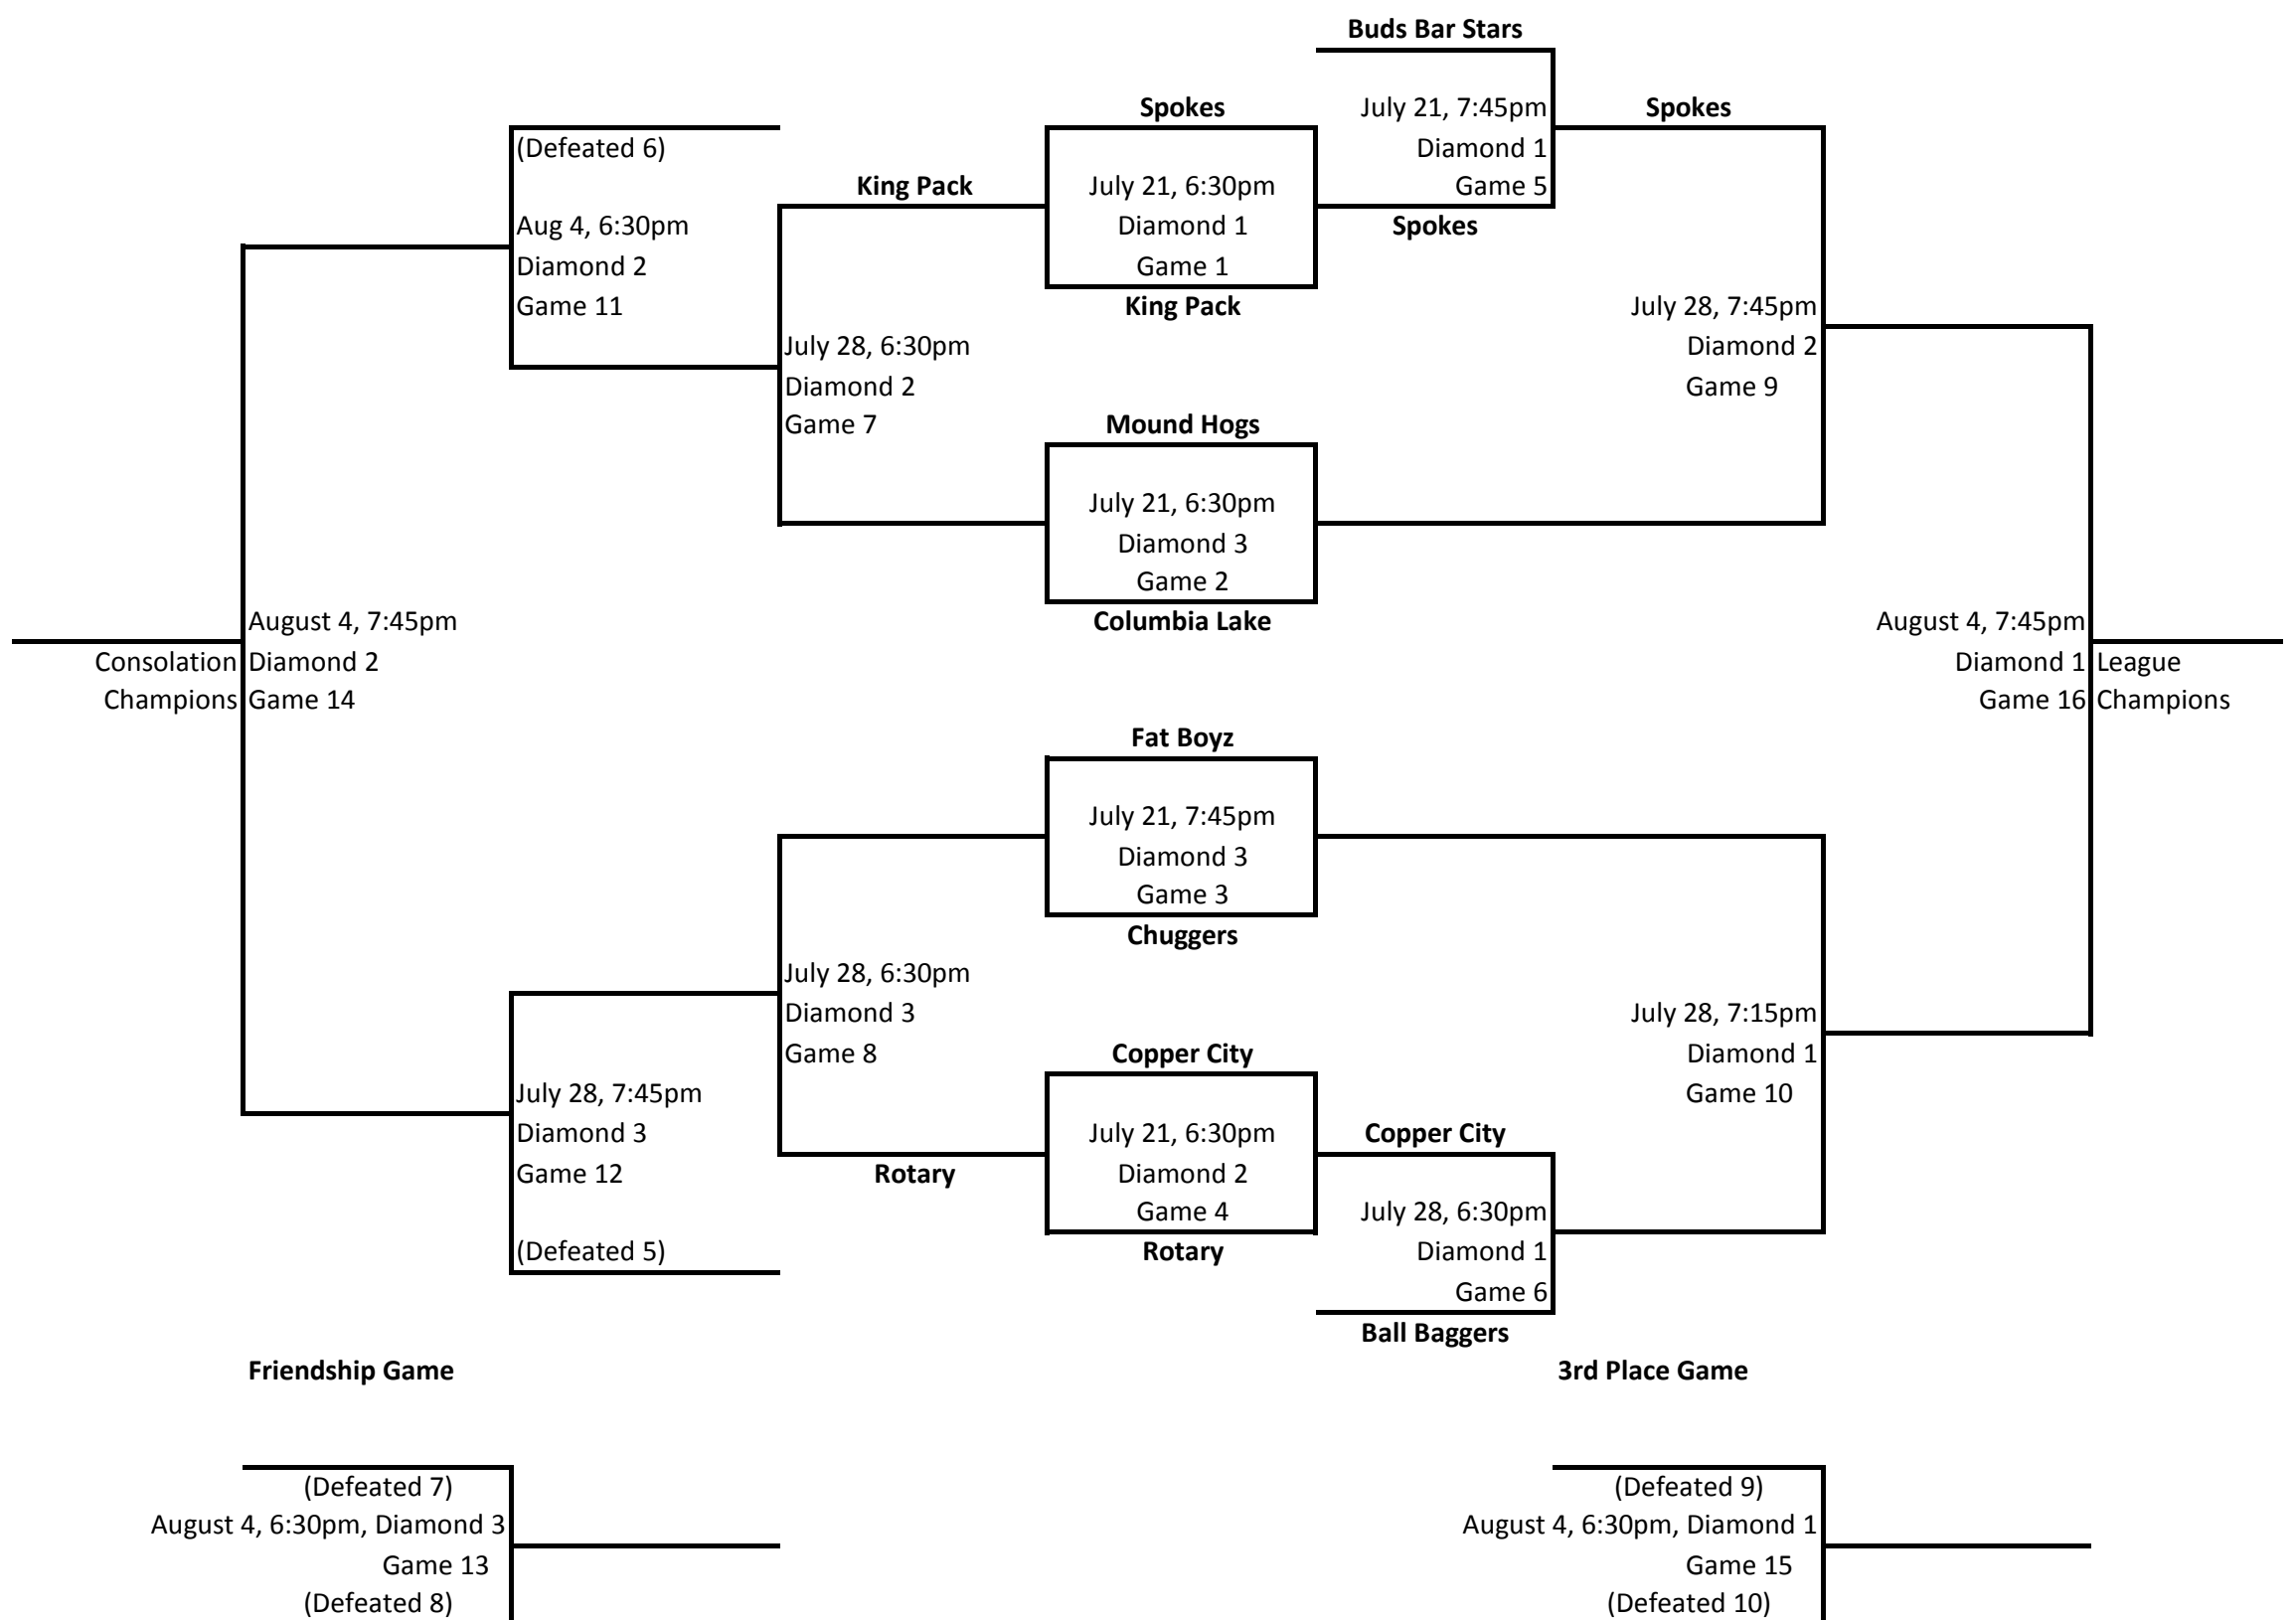 Buds Bar Stars
Spokes
July 21, 7:45pm
Spokes
(Defeated 6)
Diamond 1
King Pack
July 21, 6:30pm
Game 5
Aug 4, 6:30pm
Diamond 1
Spokes
Diamond 2
Game 1
Game 11
King Pack
July 28, 7:45pm
July 28, 6:30pm
Diamond 2
Diamond 2
Game 9
Game 7
Mound Hogs
July 21, 6:30pm
Diamond 3
Game 2
August 4, 7:45pm
Columbia Lake
August 4, 7:45pm
Consolation
Diamond 2
Diamond 1
League
Champions
Game 14
Game 16
Champions
Fat Boyz
July 21, 7:45pm
Diamond 3
Game 3
Chuggers
July 28, 6:30pm
Diamond 3
July 28, 7:15pm
Game 8
Copper City
Diamond 1
July 28, 7:45pm
Game 10
Diamond 3
July 21, 6:30pm
Copper City
Game 12
Rotary
Diamond 2
Game 4
July 28, 6:30pm
(Defeated 5)
Rotary
Diamond 1
Game 6
Ball Baggers
Friendship Game
3rd Place Game
(Defeated 7)
(Defeated 9)
August 4, 6:30pm, Diamond 3
August 4, 6:30pm, Diamond 1
Game 13
Game 15
(Defeated 8)
(Defeated 10)